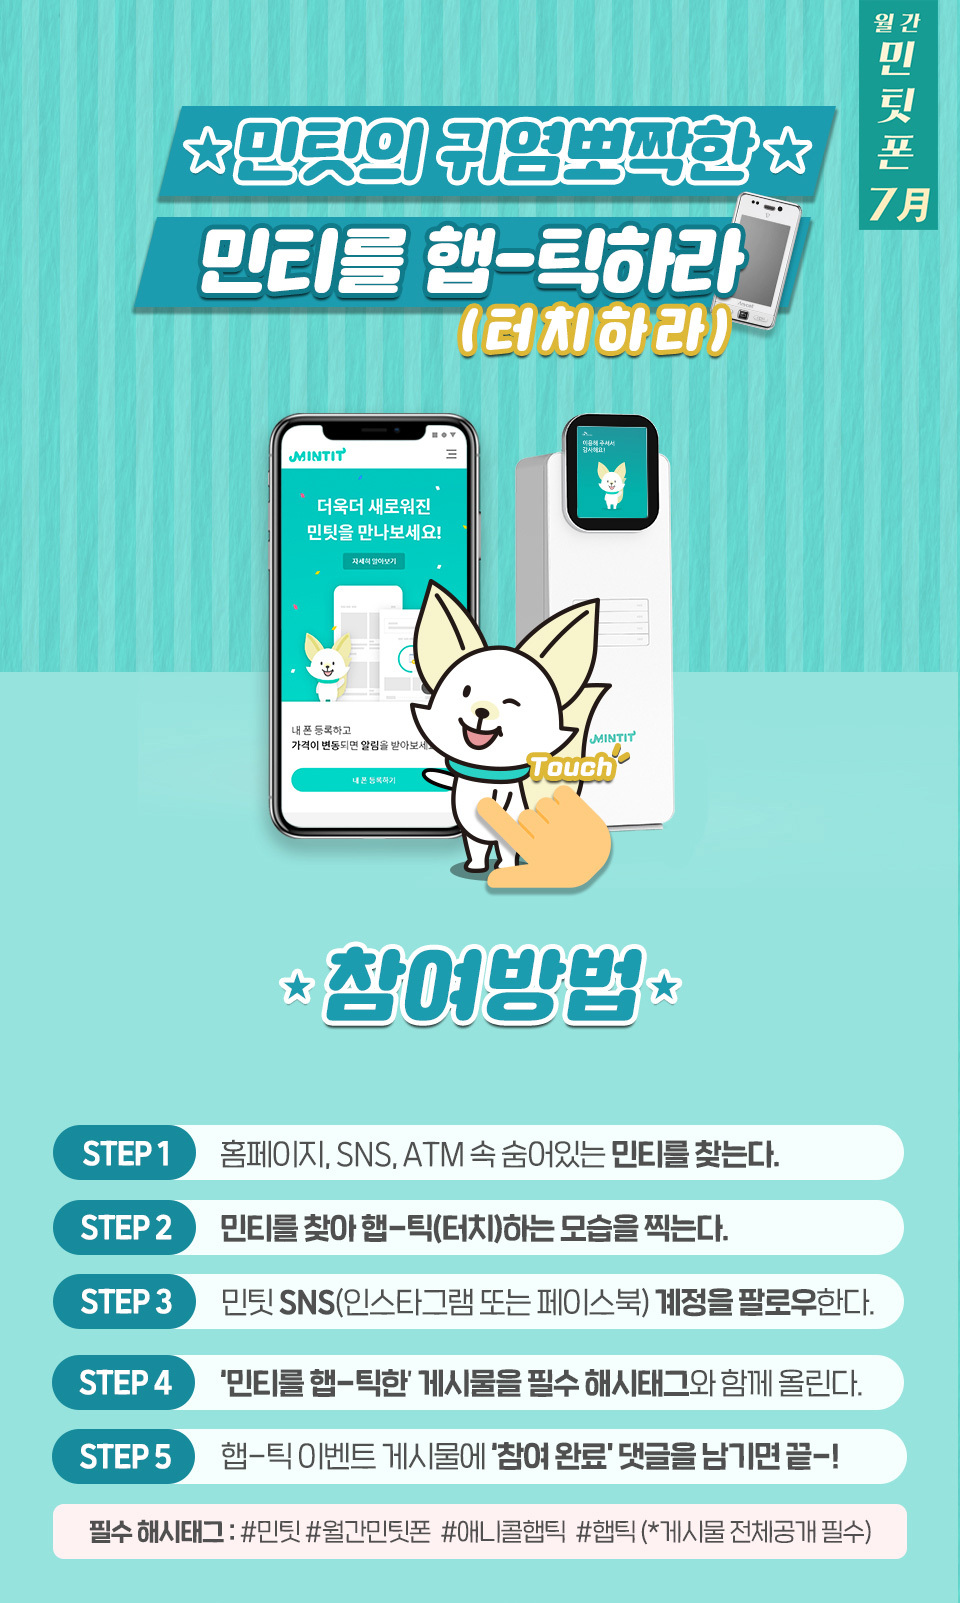 월간
민팃폰
7月
민팃의 귀염뽀짝한
민티를 햅-틱하라
(터치하라)
MINTIT
더욱더 새로워진
민팃을 만나보세요!
자세히 알아보기
내 폰 등록하고
가격이 변동되면 알림을 받아보세요
내 폰 등록하기
이용해 주셔서
감사해요!
MINTIT
Touch
참여방법
STEP 1 홈페이지, SNS, ATM 속 숨어있는 민티를 찾는다.
STEP 2 민티를 찾아 햅-틱(터치)하는 모습을 찍는다.
STEP 3 민팃 SNS(인스타그램 또는 페이스북) 계정을 팔로우한다.
STEP 4 '민티를 햅-틱한' 게시물을 필수 해시태그와 함께 올린다.
STEP 5 햅-틱 이벤트 게시물에 '참여 완료' 댓글을 남기면 끝-!
필수 해시태그 : #민팃 #월간민팃폰 #애니콜햅틱 #햅틱 (*게시물 전체공개 필수)